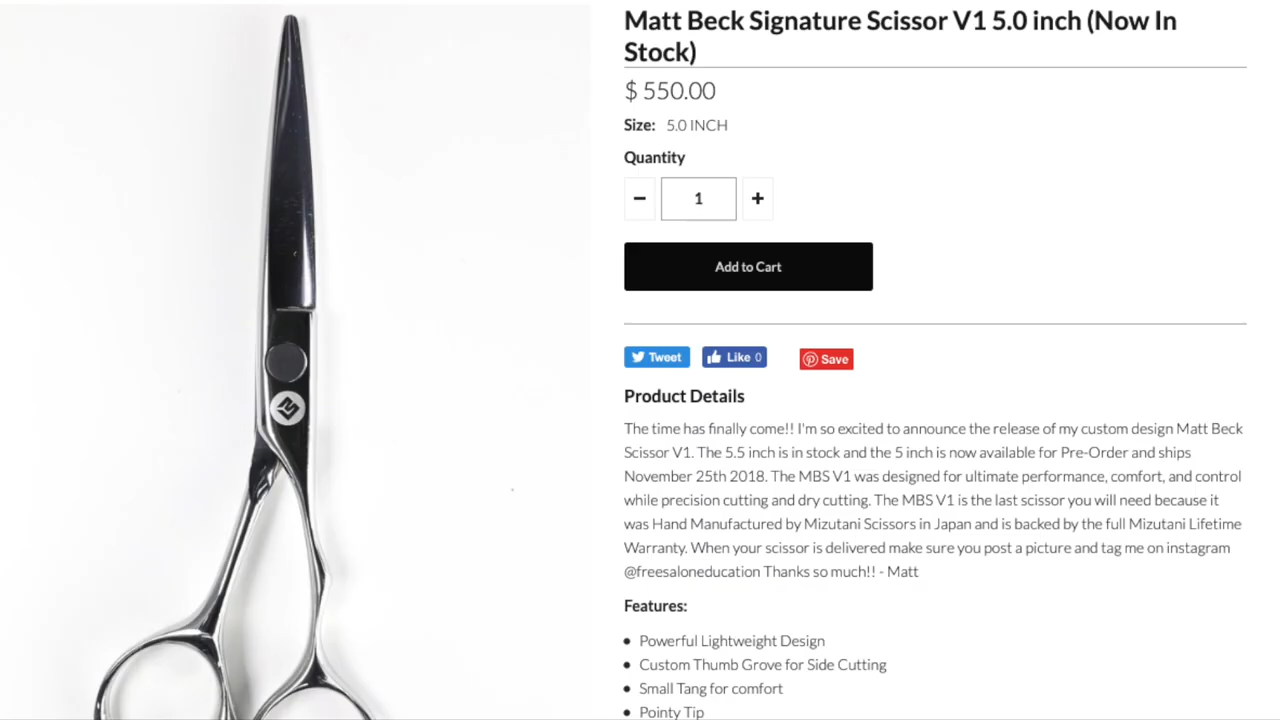 Matt Beck Signature Scissor V1 5.0 inch (Now In
Stock)
$ 550.00
Size: 5.0 INCH
Quantity
− 1 +
Add to Cart
Tweet Like 0 Save
Product Details
The time has finally come!! I'm so excited to announce the release of my custom design Matt Beck
Scissor V1. The 5.5 inch is in stock and the 5 inch is now available for Pre-Order and ships
November 25th 2018. The MBS V1 was designed for ultimate performance, comfort, and control
while precision cutting and dry cutting. The MBS V1 is the last scissor you will need because it
was Hand Manufactured by Mizutani Scissors in Japan and is backed by the full Mizutani Lifetime
Warranty. When your scissor is delivered make sure you post a picture and tag me on instagram
@freesaloneducation Thanks so much!! - Matt
Features:
● Powerful Lightweight Design
● Custom Thumb Grove for Side Cutting
● Small Tang for comfort
● Pointy Tip